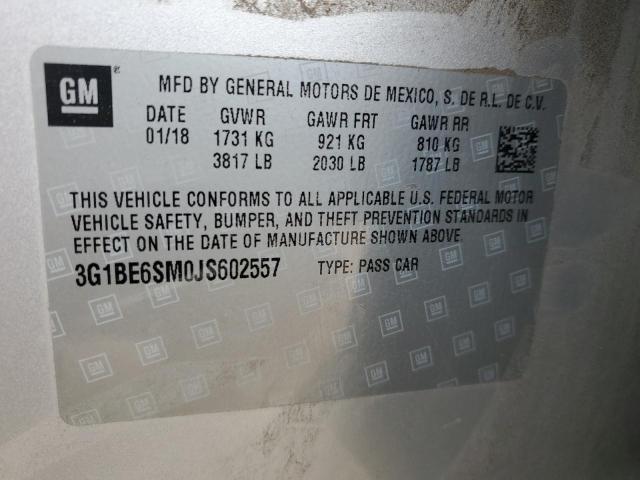 GM
MFD BY GENERAL MOTORS DE MEXICO, S. DE R.L. DE C.V.
DATE GVWR GAWR FRT GAWR RR
01/18 1731 KG 921 KG 810 KG
3817 LB 2030 LB 1787 LB
THIS VEHICLE CONFORMS TO ALL APPLICABLE U.S. FEDERAL MOTOR
VEHICLE SAFETY, BUMPER, AND THEFT PREVENTION STANDARDS IN
EFFECT ON THE DATE OF MANUFACTURE SHOWN ABOVE.
3G1BE6SM0JS602557 TYPE: PASS CAR